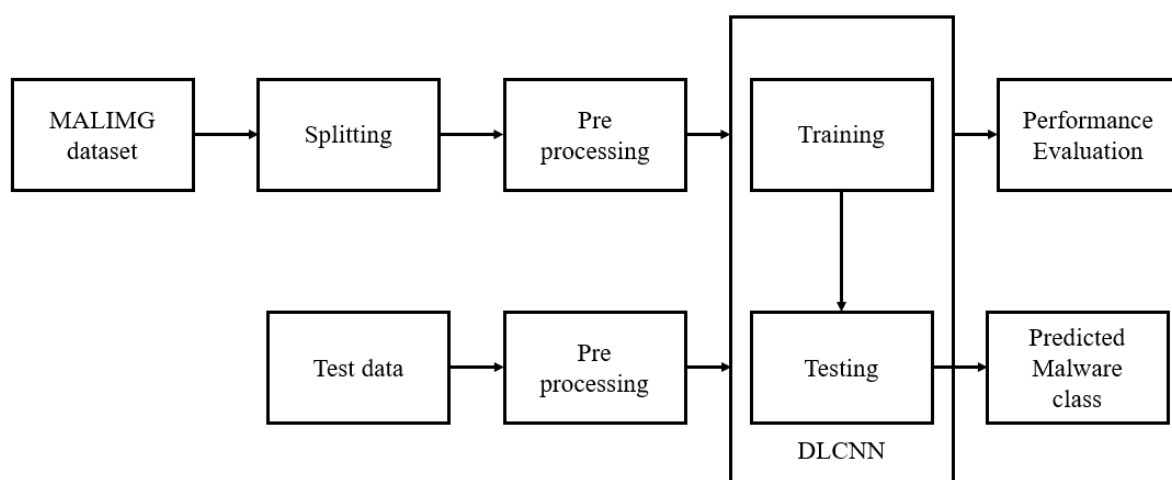 MALIMG
dataset
Splitting
Pre
processing
Training
Performance
Evaluation
Test data
Pre
processing
Testing
Predicted
Malware
class
DLCNN